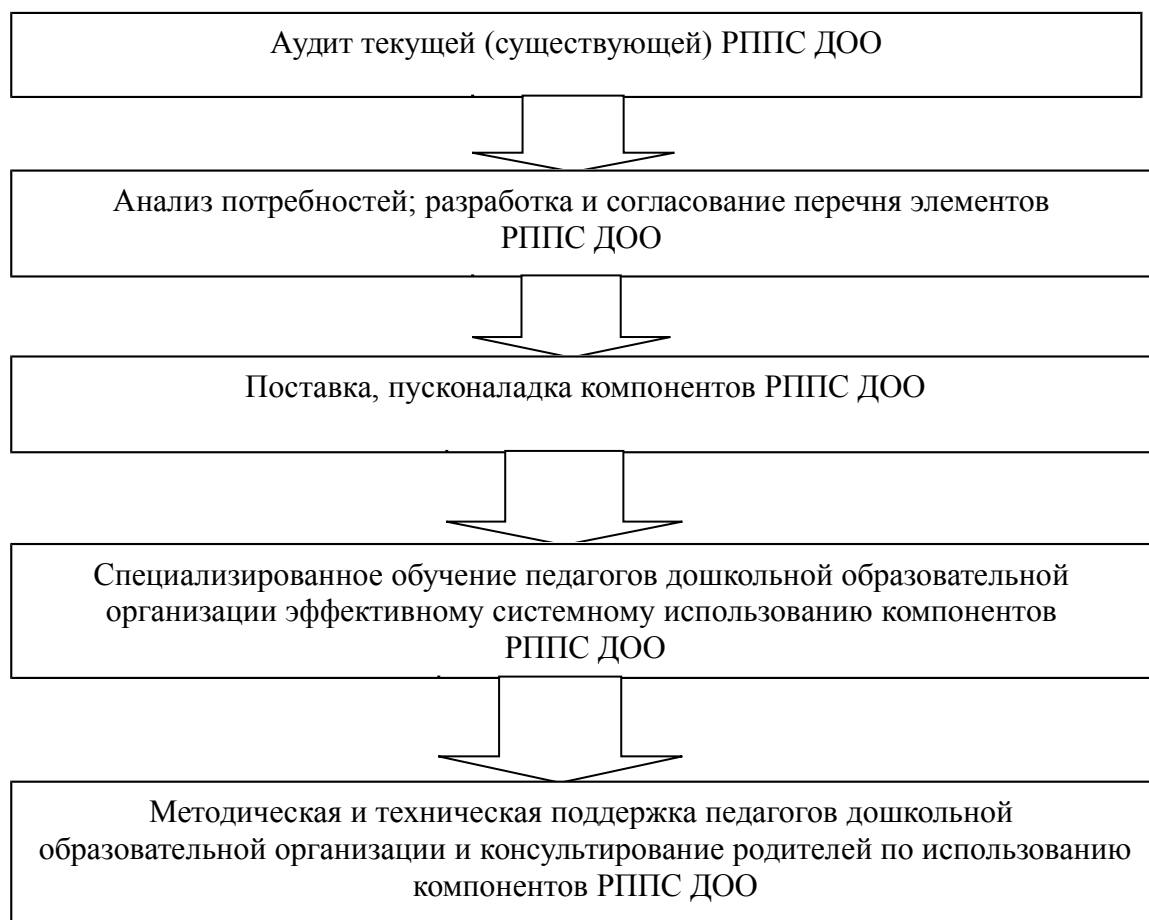 Аудит текущей (существующей) РППС ДОО
Анализ потребностей; разработка и согласование перечня элементов
РППС ДОО
Поставка, пусконаладка компонентов РППС ДОО
Специализированное обучение педагогов дошкольной образовательной
организации эффективному системному использованию компонентов
РППС ДОО
Методическая и техническая поддержка педагогов дошкольной
образовательной организации и консультирование родителей по использованию
компонентов РППС ДОО